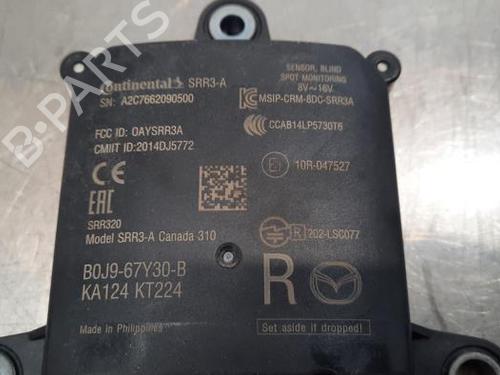 Continental SRR3-A
SN: A2C7662090500
SENSOR, BLIND
SPOT MONITORING
8V~16V
MSIP-CRM-8DC-SRR3A
CCAB14LP5730T6
FCC ID: OAYSRR3A
CMIIT ID:2014DJ5772
10R-047527
CE
EAC
SRR320
Model SRR3-A Canada 310
R 202-LSC077
B0J9-67Y30-B
KA124 KT224
R
Made in Philippines
Set aside if dropped!